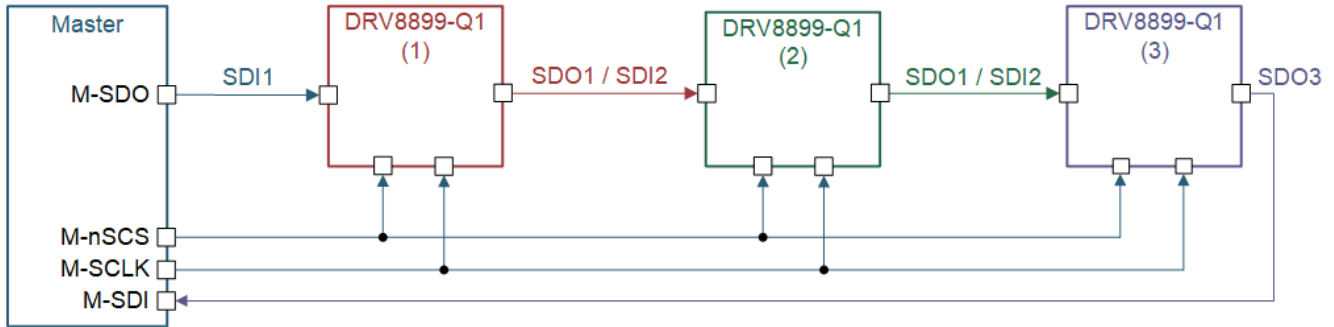 Master
DRV8899-Q1
(1)
DRV8899-Q1
(2)
DRV8899-Q1
(3)
M-SDO
SDI1
SDO1 / SDI2
SDO1 / SDI2
SDO3
M-nSCS
M-SCLK
M-SDI